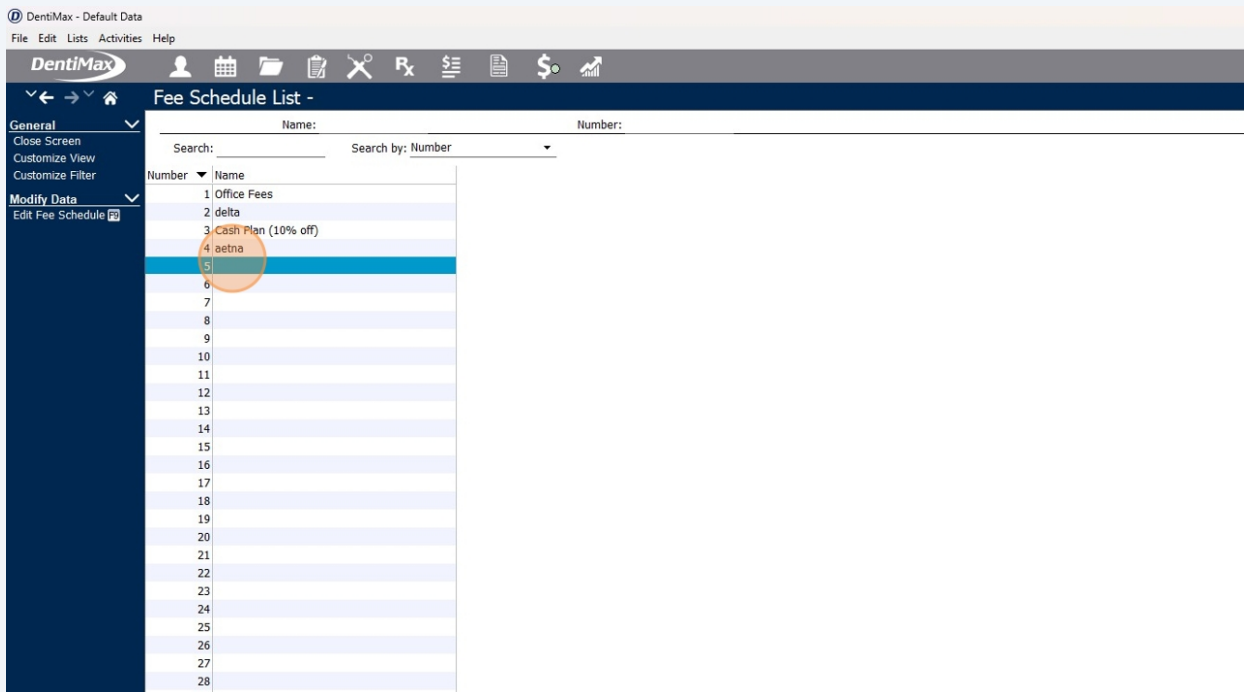 DentiMax - Default Data
File Edit Lists Activities Help
DentiMax
Rx
Fee Schedule List -
General
Close Screen
Customize View
Customize Filter
Modify Data
Edit Fee Schedule F9
Name: Number:
Search: Search by: Number
Number Name
1 Office Fees
2 delta
3 Cash Plan (10% off)
4 aetna
5
6
7
8
9
10
11
12
13
14
15
16
17
18
19
20
21
22
23
24
25
26
27
28